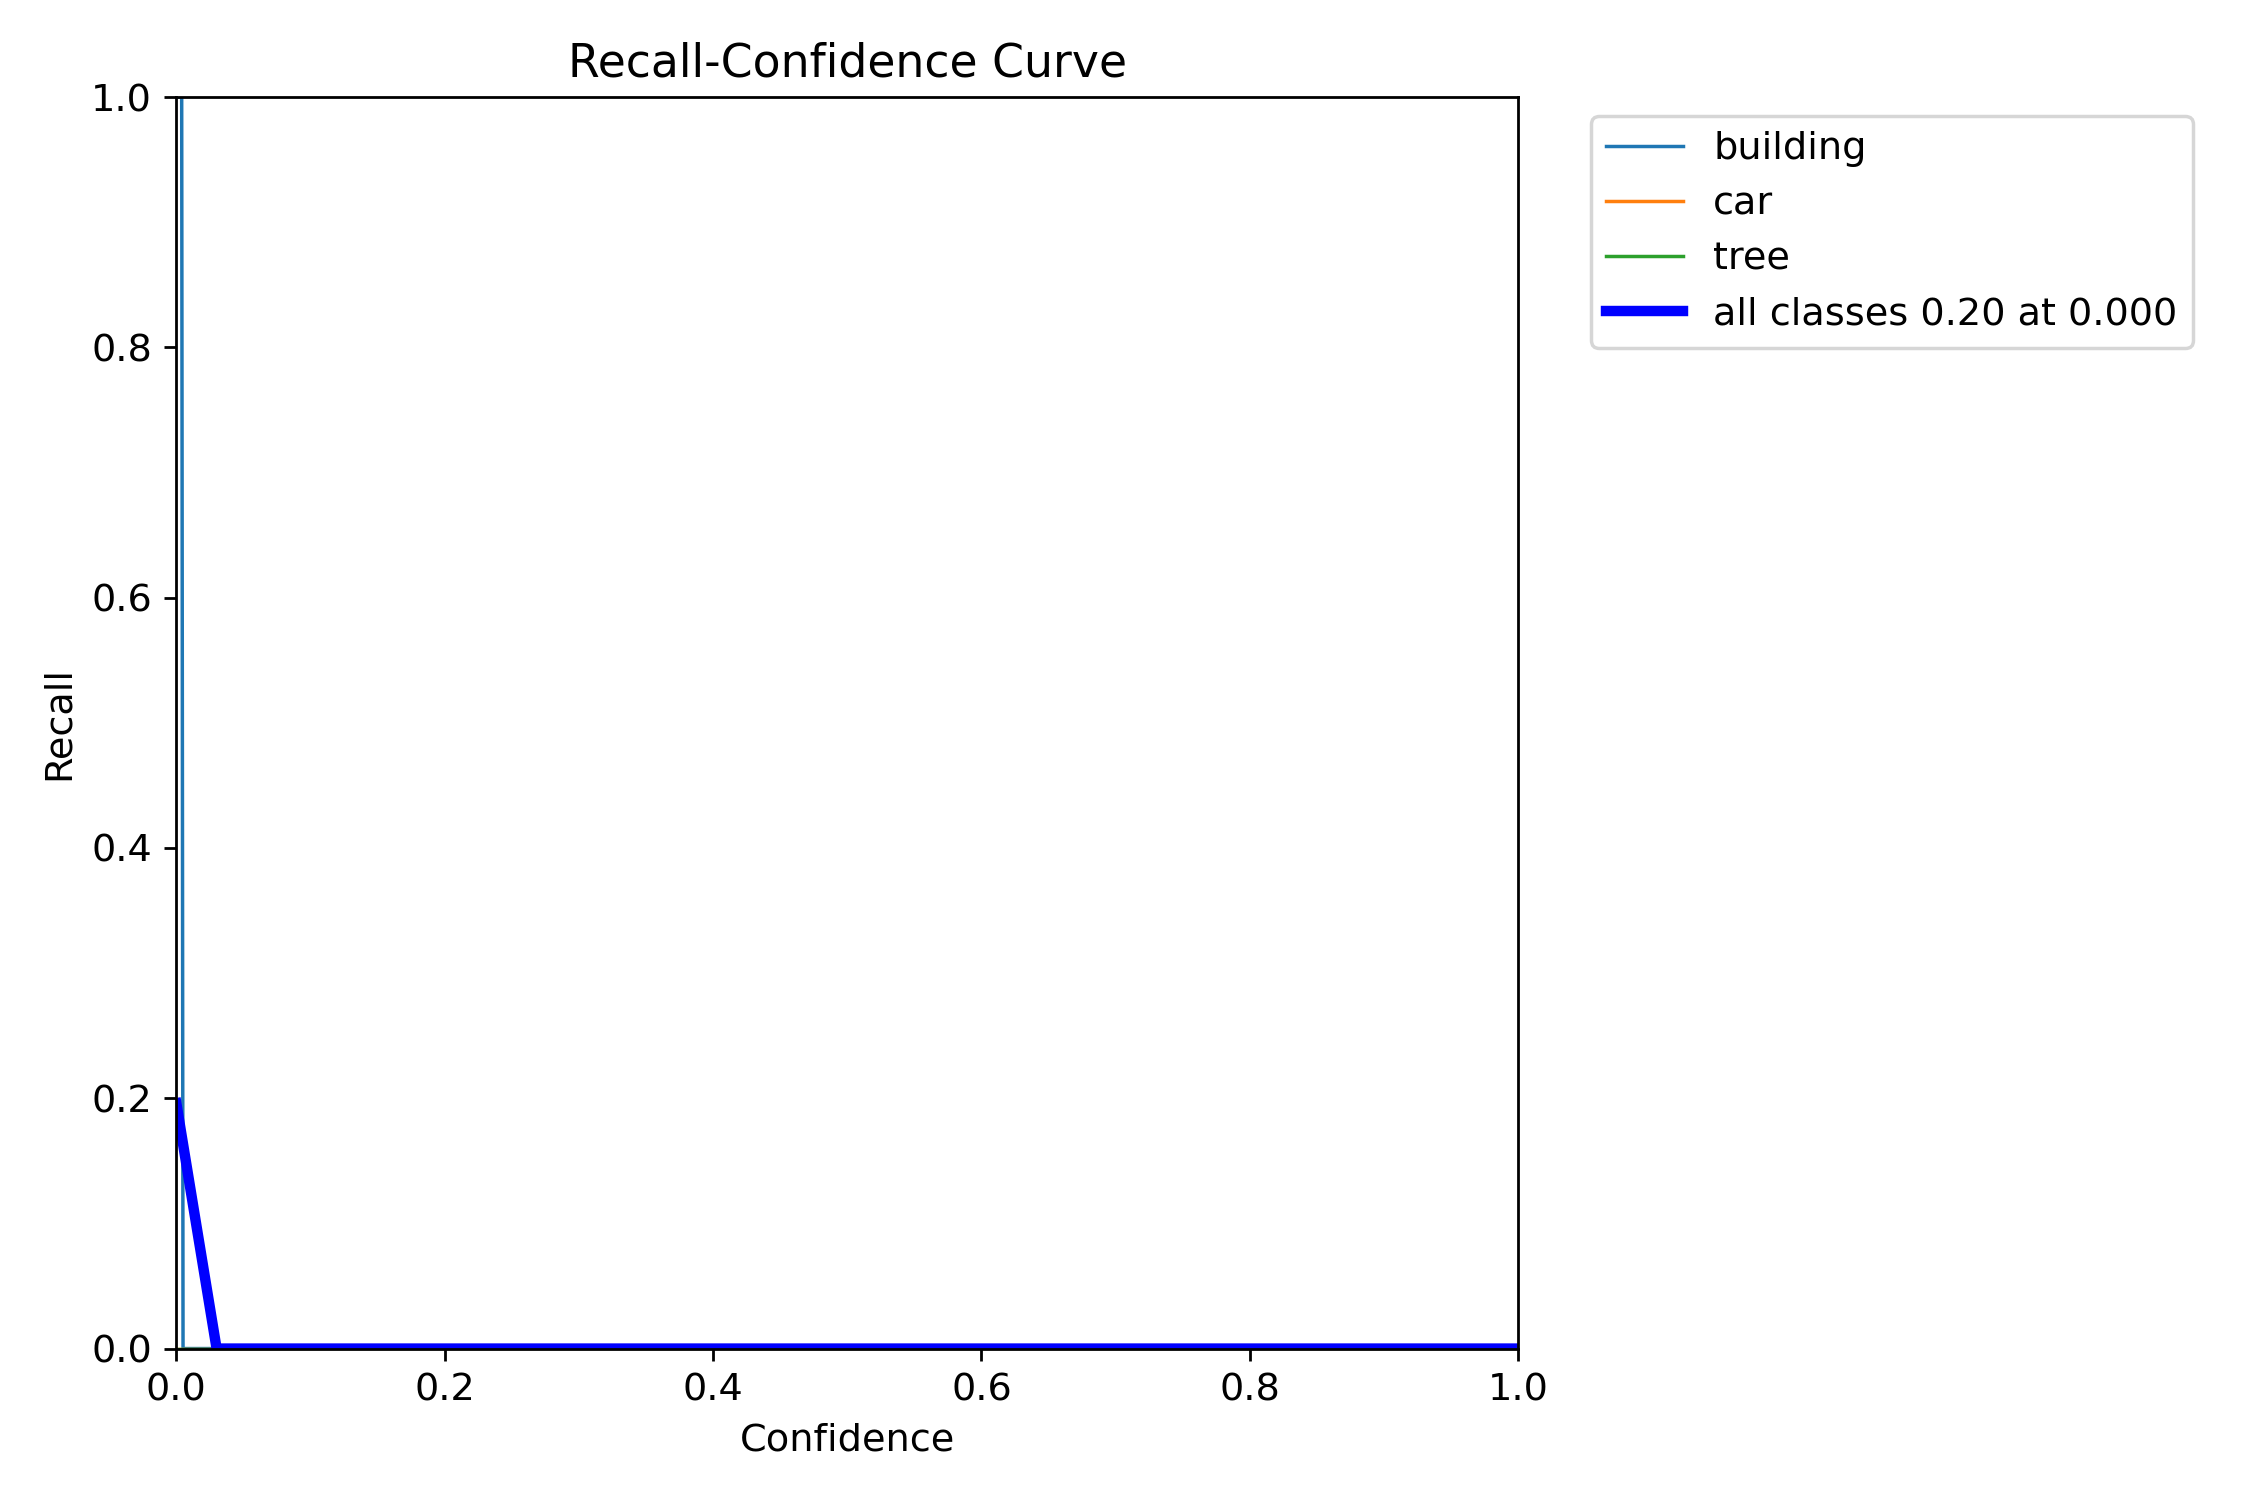 Recall-Confidence Curve
1.0
0.8
0.6
0.4
0.2
0.0
Recall
0.0 0.2 0.4 0.6 0.8 1.0
Confidence
building
car
tree
all classes 0.20 at 0.000